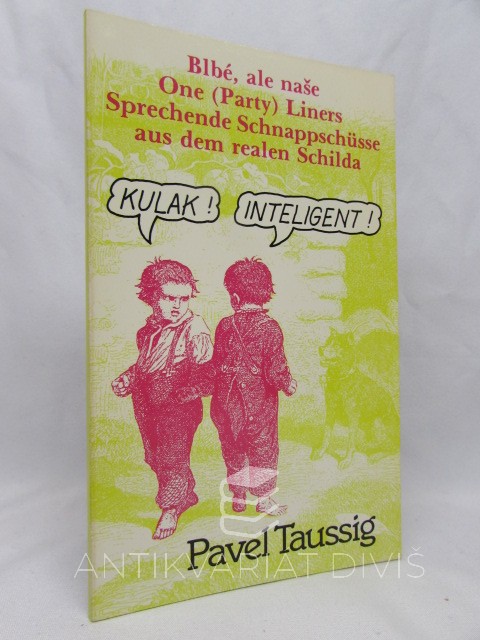 Blbé, ale naše
One (Party) Liners
Sprechende Schnappschüsse
aus dem realen Schilda
KULAK! INTELIGENT!
Pavel Taussig
ANTIKVARIAT DIVIŠ